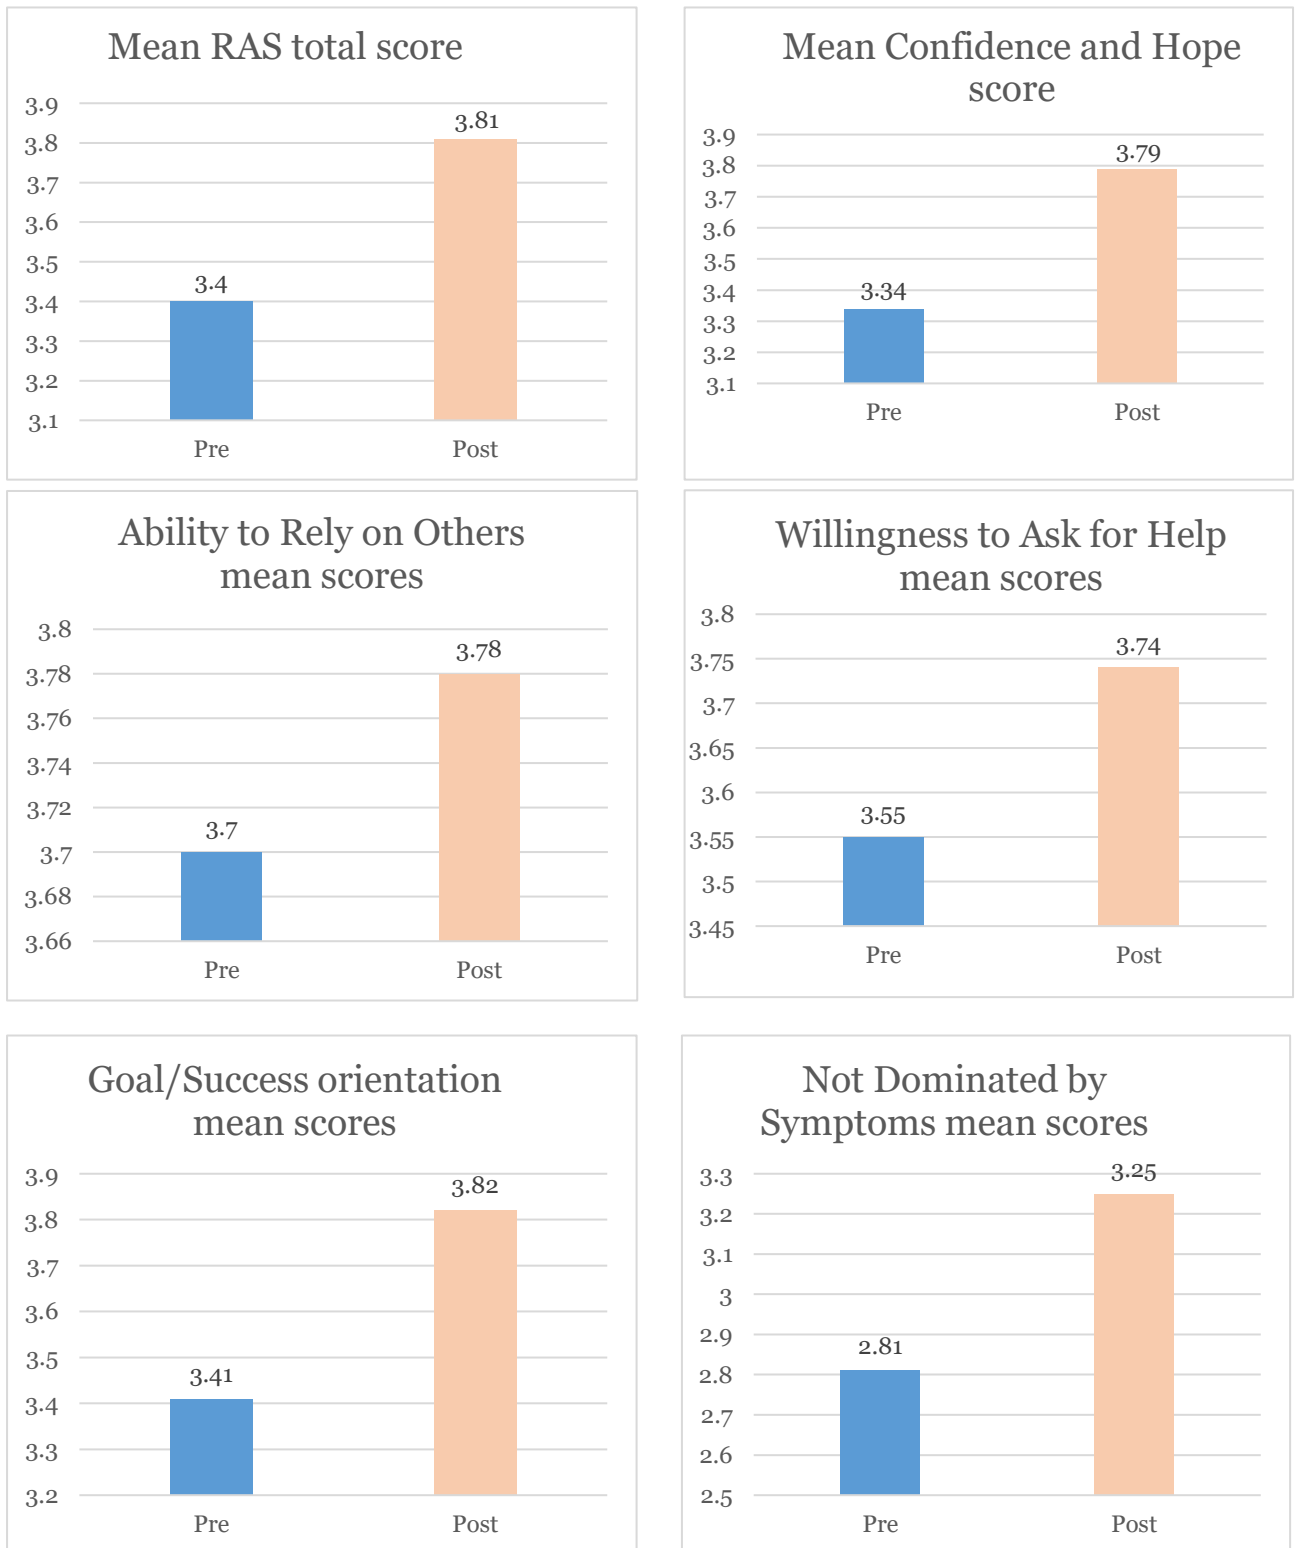 Mean RAS total score
3.9
3.8
3.7
3.6
3.5
3.4
3.3
3.2
3.1
3.4
3.81
Pre
Post
Mean Confidence and Hope
score
3.9
3.8
3.7
3.6
3.5
3.4
3.3
3.2
3.1
3.34
3.79
Pre
Post
Ability to Rely on Others
mean scores
3.8
3.78
3.76
3.74
3.72
3.7
3.68
3.66
3.7
3.78
Pre
Post
Willingness to Ask for Help
mean scores
3.8
3.75
3.7
3.65
3.6
3.55
3.5
3.45
3.55
3.74
Pre
Post
Goal/Success orientation
mean scores
3.9
3.8
3.7
3.6
3.5
3.4
3.3
3.2
3.41
3.82
Pre
Post
Not Dominated by
Symptoms mean scores
3.3
3.2
3.1
3
2.9
2.8
2.7
2.6
2.5
2.81
3.25
Pre
Post